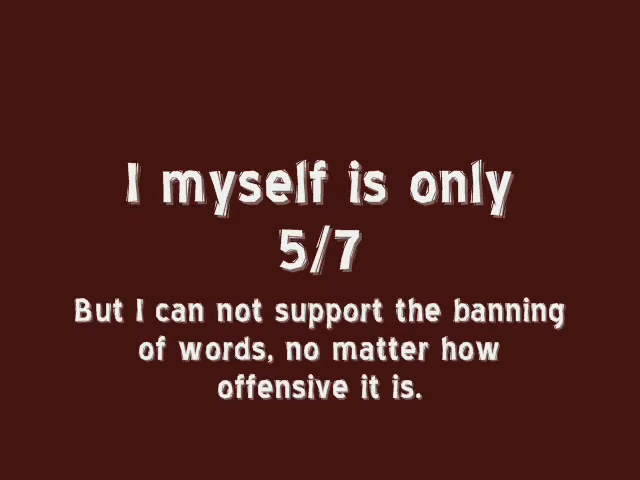 I myself is only
5/7
But I can not support the banning
of words, no matter how
offensive it is.